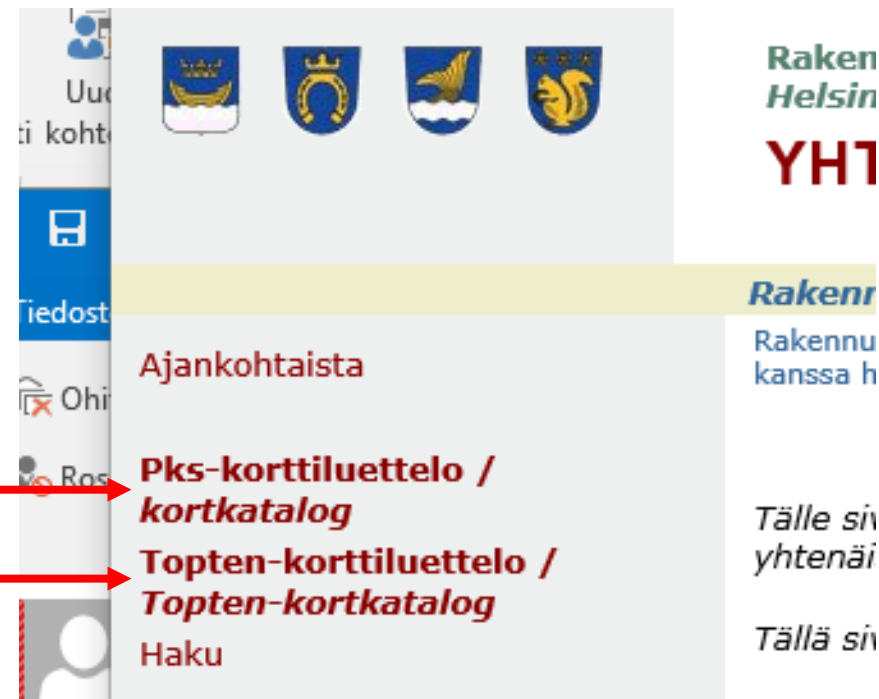 Rakenn
Helsin
YHT
Rakenn
Rakennu
kanssa h
Ajankohtaista
Pks-korttiluettelo /
kortkatalog
Topten-korttiluettelo /
Topten-kortkatalog
Haku
Tälle siv
yhtenäi
Tällä siv
Uu
ti koht
Tiedost
Ohi
Ros